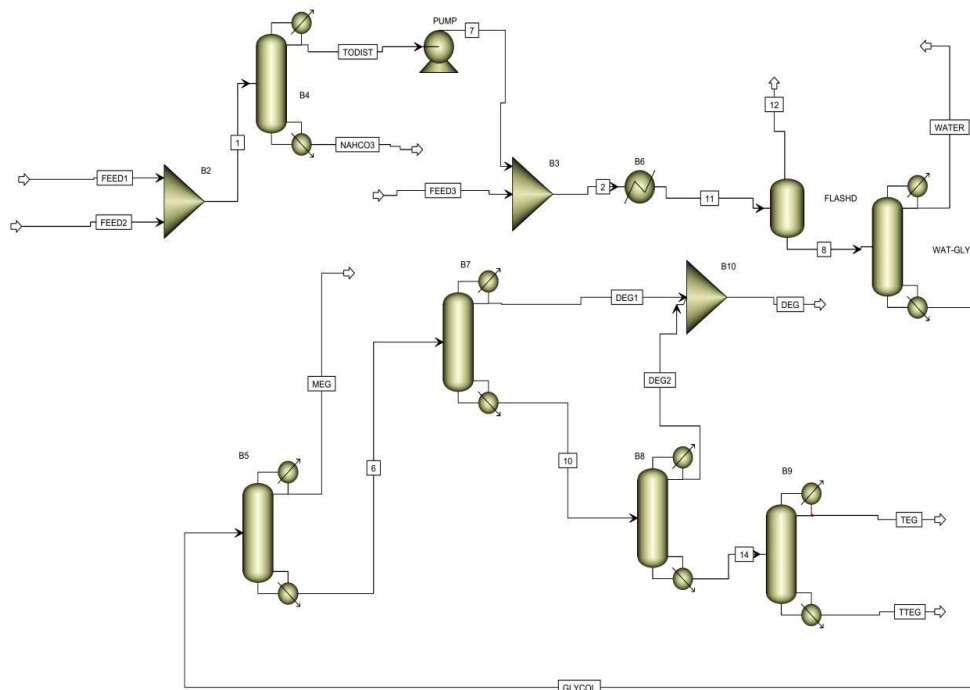 PUMP
7
TODIST
B4
12
WATER
NAHCO3
1
B2
B3
B6
FEED1
FEED3
2
11
FLASHD
FEED2
8
WAT-GLY
B7
B10
DEG1
DEG
MEG
DEG2
6
B5
10
B8
B9
TEG
14
TTEG
GLYCOL